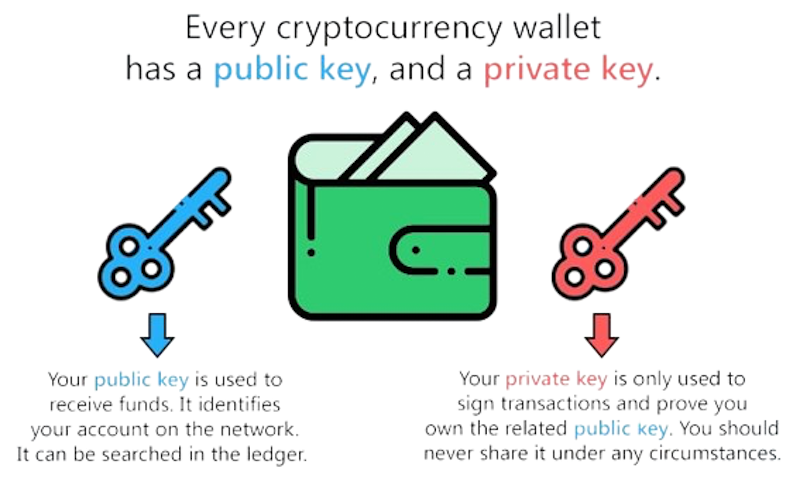 Every cryptocurrency wallet
has a public key, and a private key.
Your public key is used to
receive funds. It identifies
your account on the network.
It can be searched in the ledger.
Your private key is only used to
sign transactions and prove you
own the related public key. You should
never share it under any circumstances.